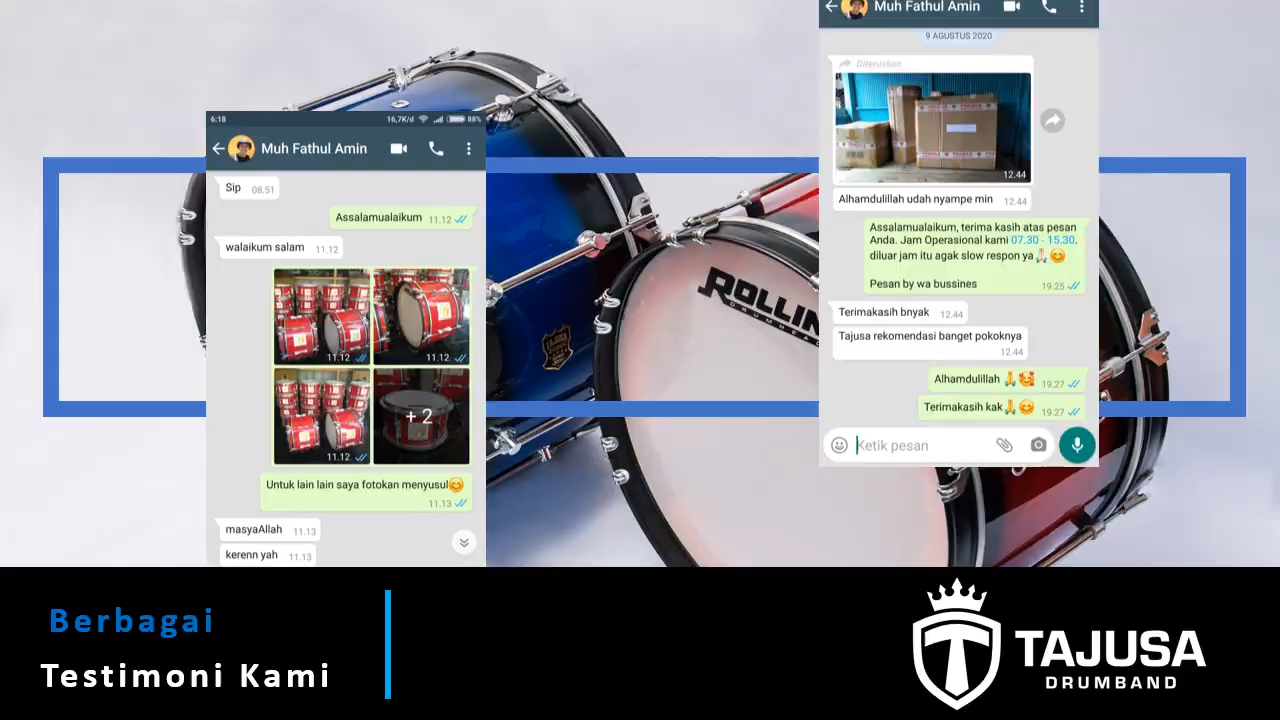 6:18
16,7K/d
88%
Muh Fathul Amin
Sip 08.51
Assalamualaikum 11.12
walaikum salam 11.12
11.12
11.12
11.12
+ 2
Untuk lain lain saya fotokan menyusul😊
11.13
masyaAllah 11.13
kerenn yah 11.13
Muh Fathul Amin
9 AGUSTUS 2020
Diteruskan
12.44
Alhamdulillah udah nyampe min 12.44
Assalamualaikum, terima kasih atas pesan
Anda. Jam Operasional kami 07.30 - 15.30,
diluar jam itu agak slow respon ya🙏😊
Pesan by wa bussines
19.25
Terimakasih bnyak 12.44
Tajusa rekomendasi banget pokoknya
12.44
Alhamdulillah 🙏🥰 19.27
Terimakasih kak🙏😊 19.27
Ketik pesan
ROLLIN
DRUMHEA
TAJUSA
Berbagai
Testimoni Kami
TAJUSA
DRUMBAND